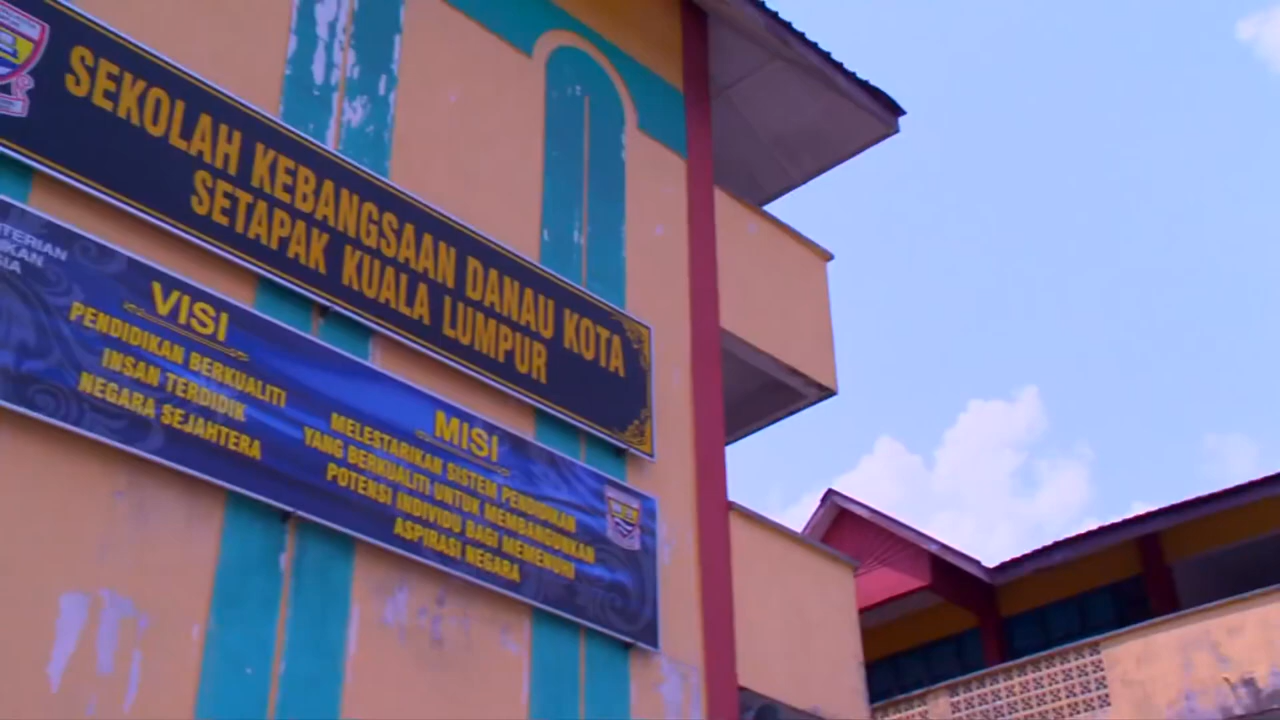 SEKOLAH KEBANGSAAN DANAU KOTA
SETAPAK KUALA LUMPUR
VISI
PENDIDIKAN BERKUALITI
INSAN TERDIDIK
NEGARA SEJAHTERA
MISI
MELESTARIKAN SISTEM PENDIDIKAN
YANG BERKUALITI UNTUK MEMBANGUNKAN
POTENSI INDIVIDU BAGI MEMENUHI
ASPIRASI NEGARA